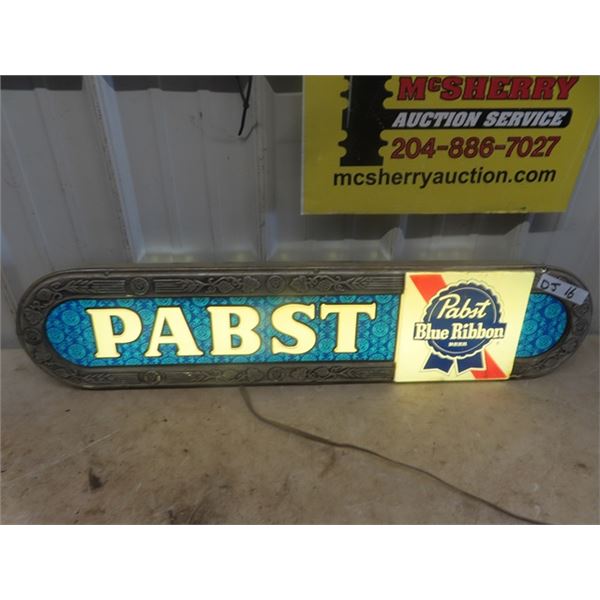 McSHERRY
AUCTION SERVICE
204-886-7027
mcsherryauction.com
PABST
Pabst
Blue Ribbon
BEER
DJ 16